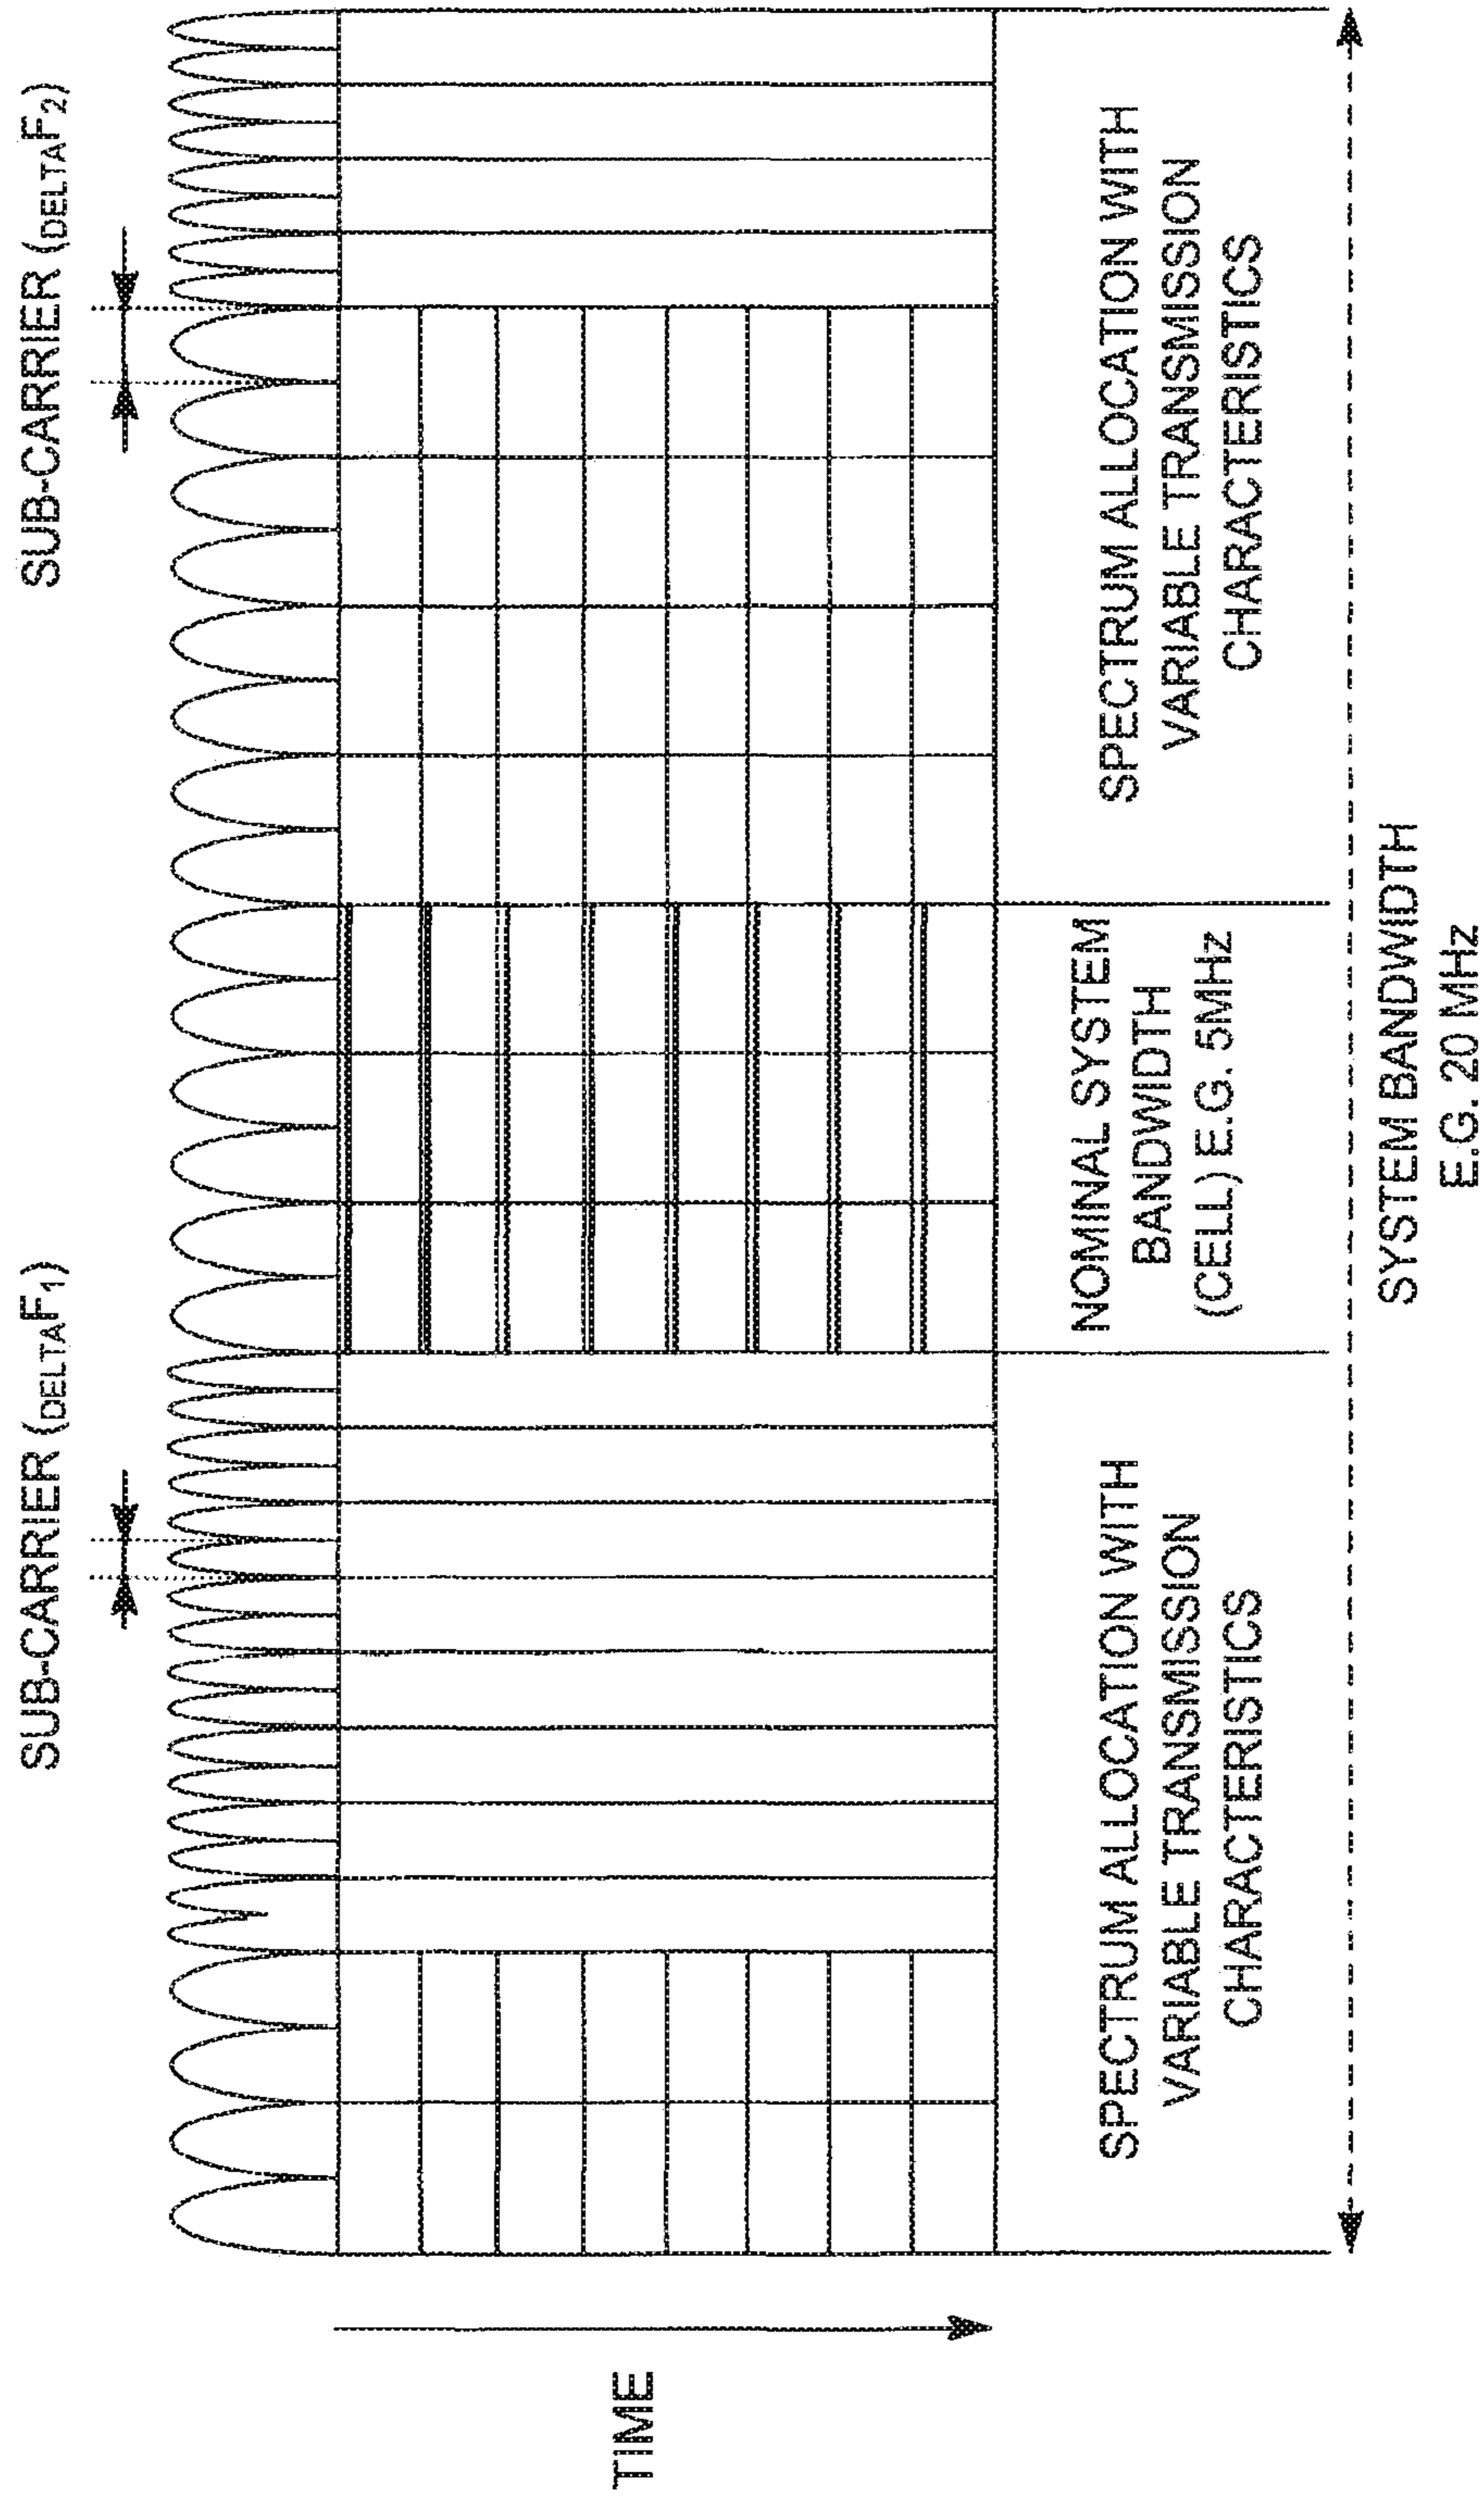 SUB-CARRIER (DELTAF1)
SUB-CARRIER (DELTAF2)
TIME
SPECTRUM ALLOCATION WITH
VARIABLE TRANSMISSION
CHARACTERISTICS
NOMINAL SYSTEM
BANDWIDTH
(CELL) E.G. 5MHz
SPECTRUM ALLOCATION WITH
VARIABLE TRANSMISSION
CHARACTERISTICS
SYSTEM BANDWIDTH
E.G. 20 MHz